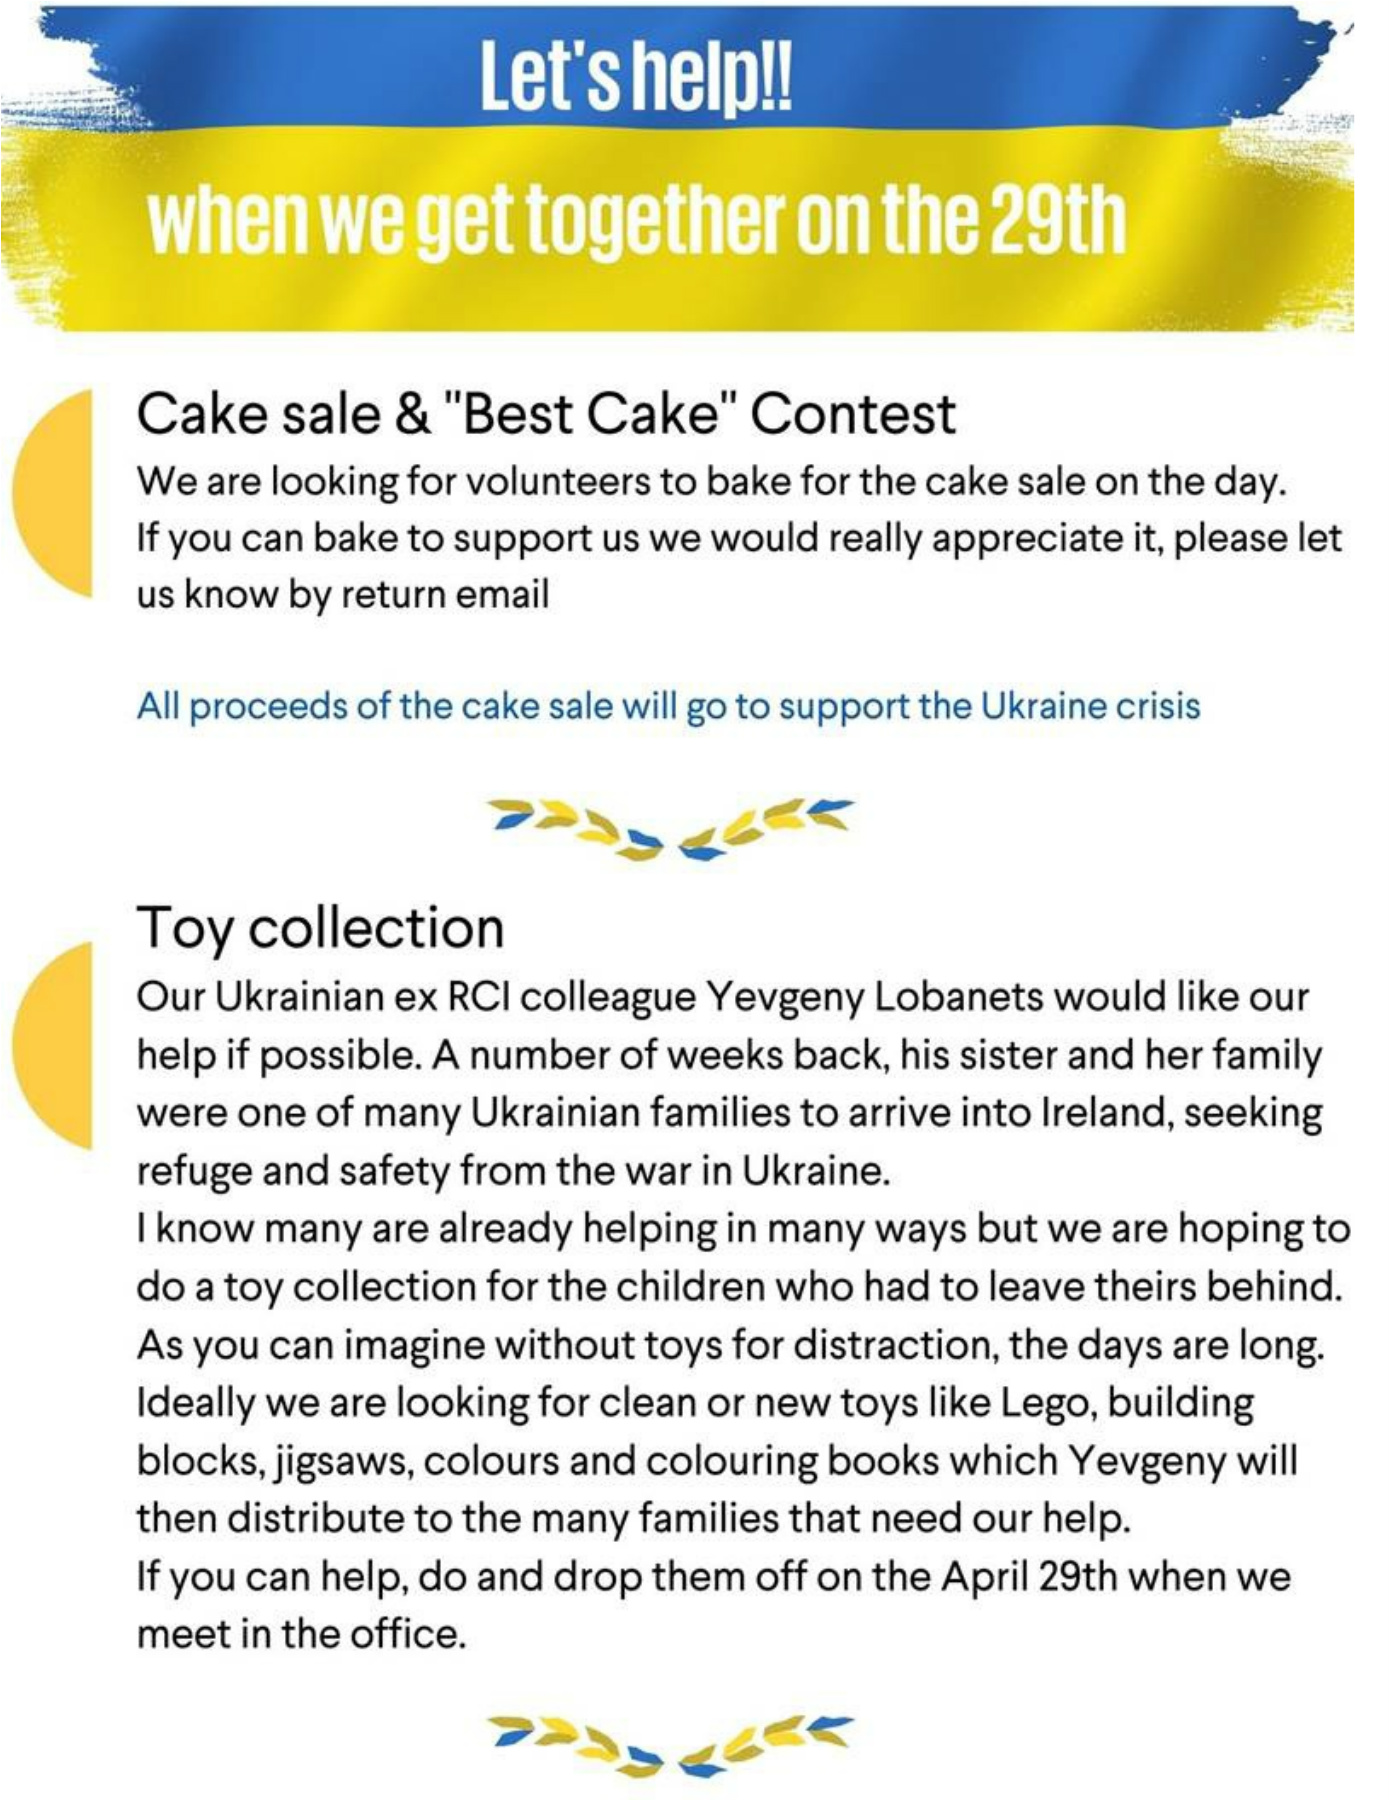 Let's help!!
when we get together on the 29th
Cake sale & "Best Cake" Contest
We are looking for volunteers to bake for the cake sale on the day.
If you can bake to support us we would really appreciate it, please let
us know by return email
All proceeds of the cake sale will go to support the Ukraine crisis
Toy collection
Our Ukrainian ex RCI colleague Yevgeny Lobanets would like our
help if possible. A number of weeks back, his sister and her family
were one of many Ukrainian families to arrive into Ireland, seeking
refuge and safety from the war in Ukraine.
I know many are already helping in many ways but we are hoping to
do a toy collection for the children who had to leave theirs behind.
As you can imagine without toys for distraction, the days are long.
Ideally we are looking for clean or new toys like Lego, building
blocks, jigsaws, colours and colouring books which Yevgeny will
then distribute to the many families that need our help.
If you can help, do and drop them off on the April 29th when we
meet in the office.